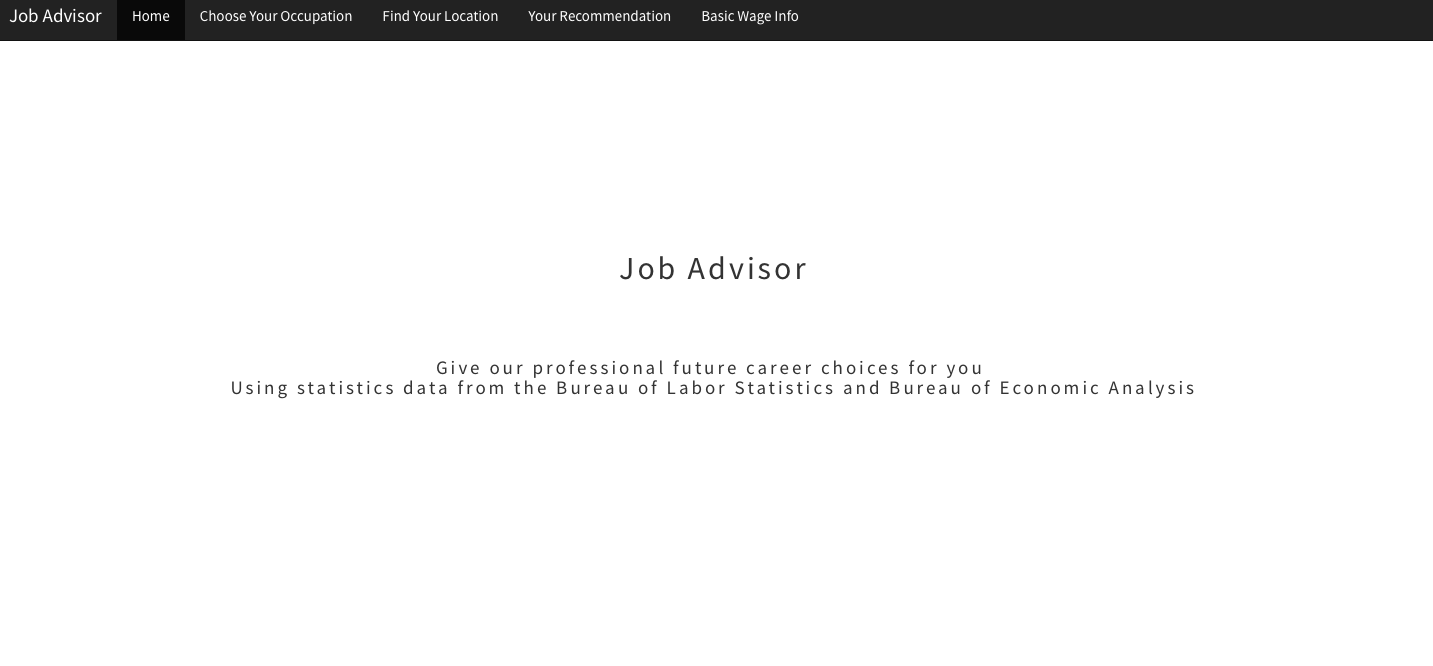 Job Advisor Home Choose Your Occupation Find Your Location Your Recommendation Basic Wage Info
Job Advisor
Give our professional future career choices for you
Using statistics data from the Bureau of Labor Statistics and Bureau of Economic Analysis